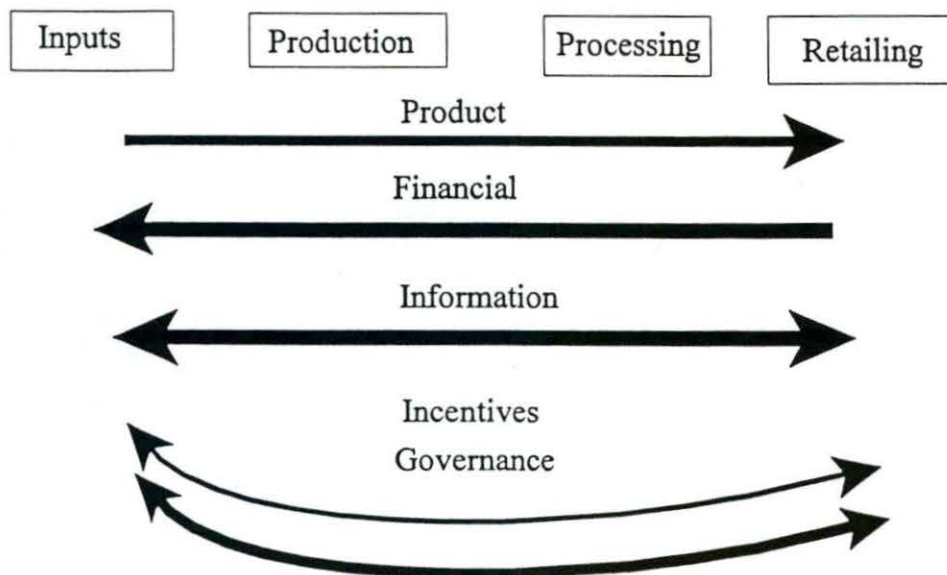 Inputs Production Processing Retailing
Product
Financial
Information
Incentives
Governance